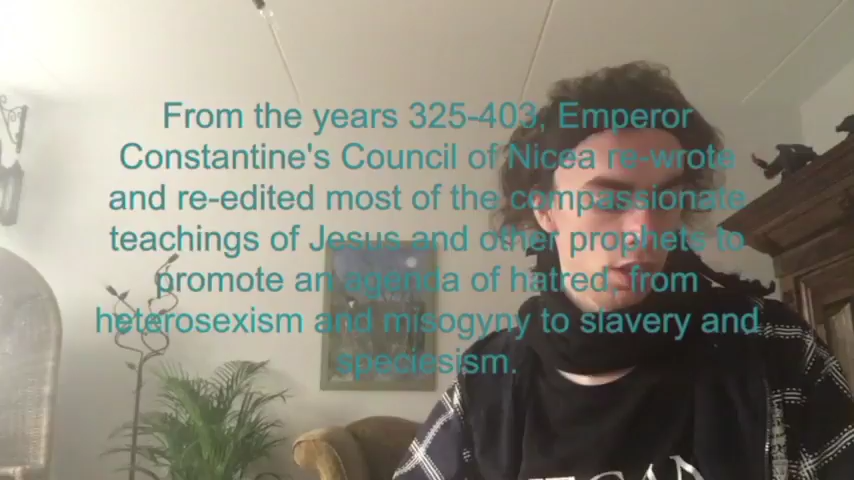 From the years 325-403, Emperor
Constantine's Council of Nicea re-wrote
and re-edited most of the compassionate
teachings of Jesus and other prophets to
promote an agenda of hatred, from
heterosexism and misogyny to slavery and
speciesism.